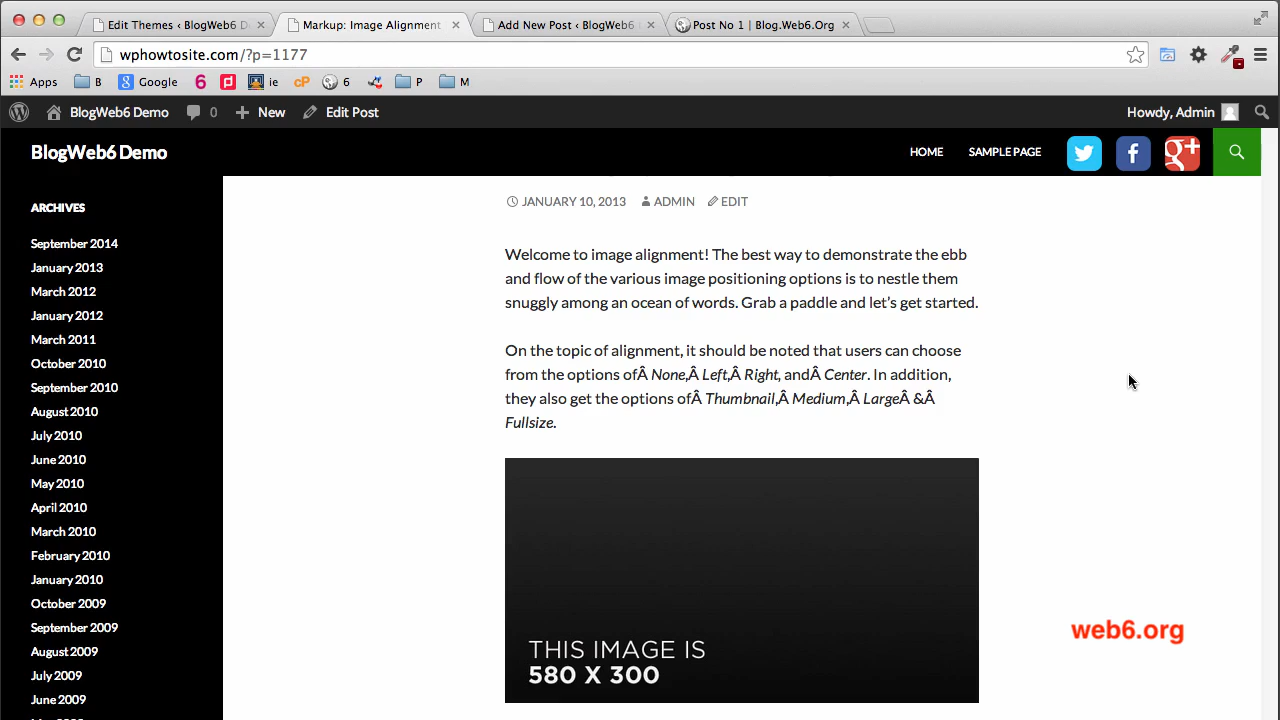 Edit Themes ‹ BlogWeb6 D
Markup: Image Alignment
Add New Post ‹ BlogWeb6
Post No 1 | Blog.Web6.Org
wphowtosite.com/?p=1177
Apps B Google 6 ie cP 6 P M
BlogWeb6 Demo 0 New Edit Post Howdy, Admin
BlogWeb6 Demo HOME SAMPLE PAGE
ARCHIVES
September 2014
January 2013
March 2012
January 2012
March 2011
October 2010
September 2010
August 2010
July 2010
June 2010
May 2010
April 2010
March 2010
February 2010
January 2010
October 2009
September 2009
August 2009
July 2009
June 2009
JANUARY 10, 2013 ADMIN EDIT
Welcome to image alignment! The best way to demonstrate the ebb
and flow of the various image positioning options is to nestle them
snuggly among an ocean of words. Grab a paddle and let's get started.
On the topic of alignment, it should be noted that users can choose
from the options ofÂ None,Â Left,Â Right, andÂ Center. In addition,
they also get the options ofÂ Thumbnail,Â Medium,Â LargeÂ &Â
Fullsize.
THIS IMAGE IS
580 X 300
web6.org